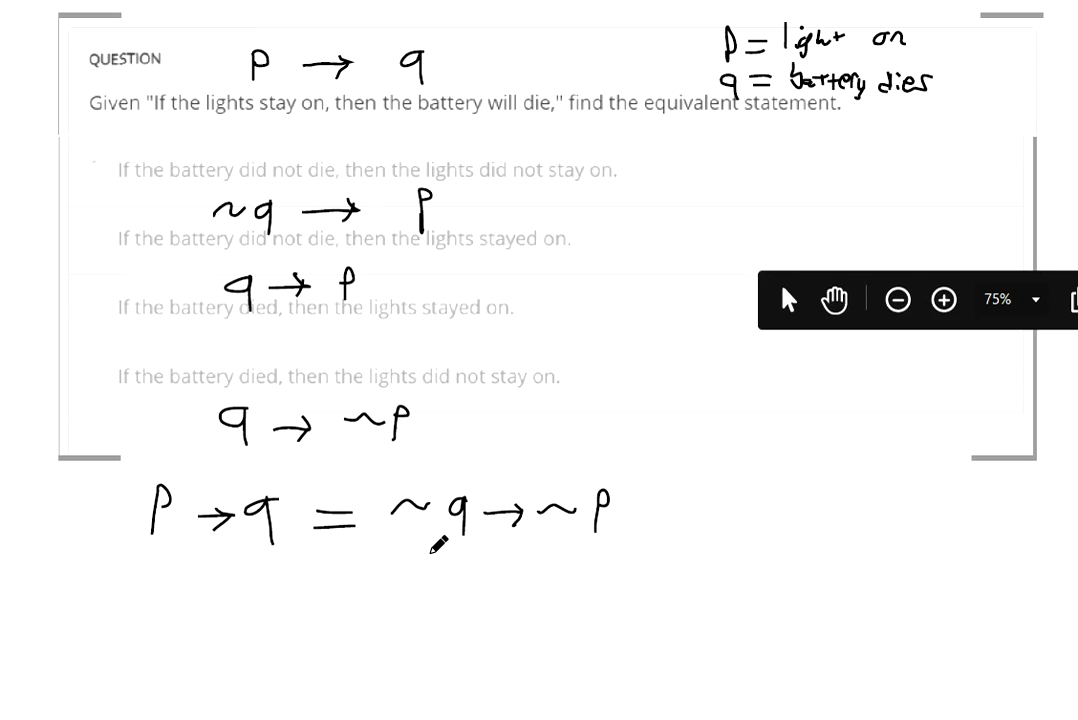 p = light on
QUESTION p → q
q = battery dies
Given "If the lights stay on, then the battery will die," find the equivalent statement.
If the battery did not die, then the lights did not stay on.
~q → p
If the battery did not die, then the lights stayed on.
q → p
If the battery died, then the lights stayed on.
75%
If the battery died, then the lights did not stay on.
q → ~p
p → q = ~q → ~p